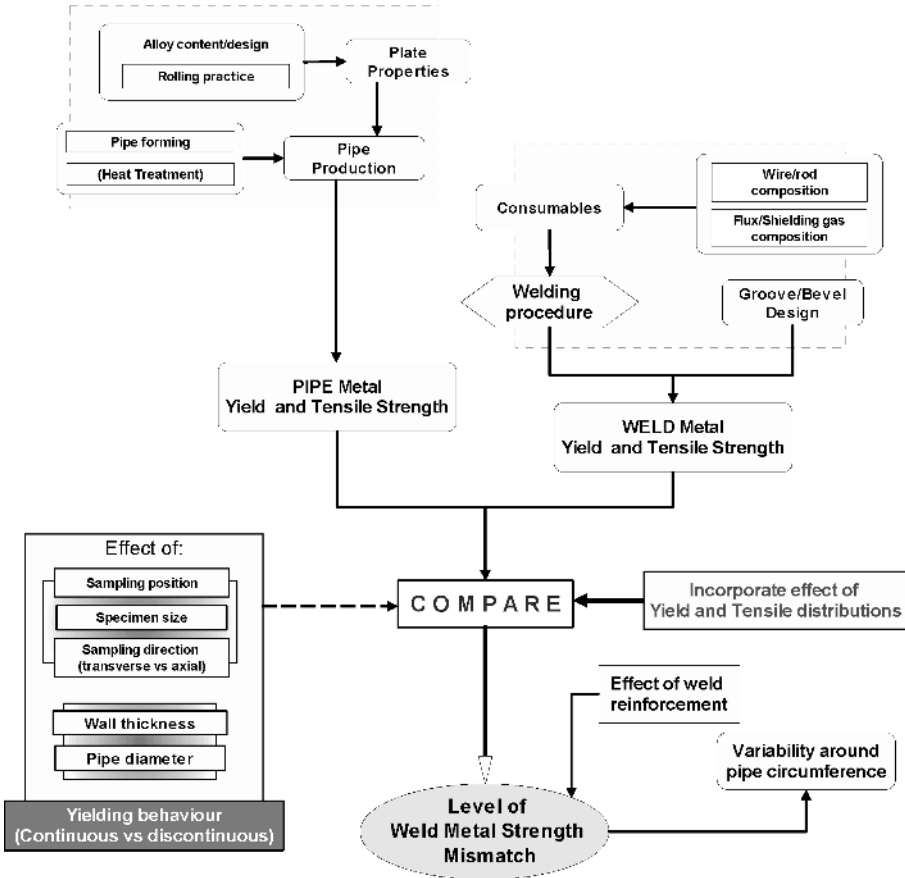 Alloy content/design
Rolling practice
Plate
Properties
Pipe forming
(Heat Treatment)
Pipe
Production
Wire/rod
composition
Flux/Shielding gas
composition
Consumables
Welding
procedure
Groove/Bevel
Design
PIPE Metal
Yield and Tensile Strength
WELD Metal
Yield and Tensile Strength
Effect of:
Sampling position
Specimen size
Sampling direction
(transverse vs axial)
Wall thickness
Pipe diameter
Yielding behaviour
(Continuous vs discontinuous)
COMPARE
Incorporate effect of
Yield and Tensile distributions
Effect of weld
reinforcement
Variability around
pipe circumference
Level of
Weld Metal Strength
Mismatch